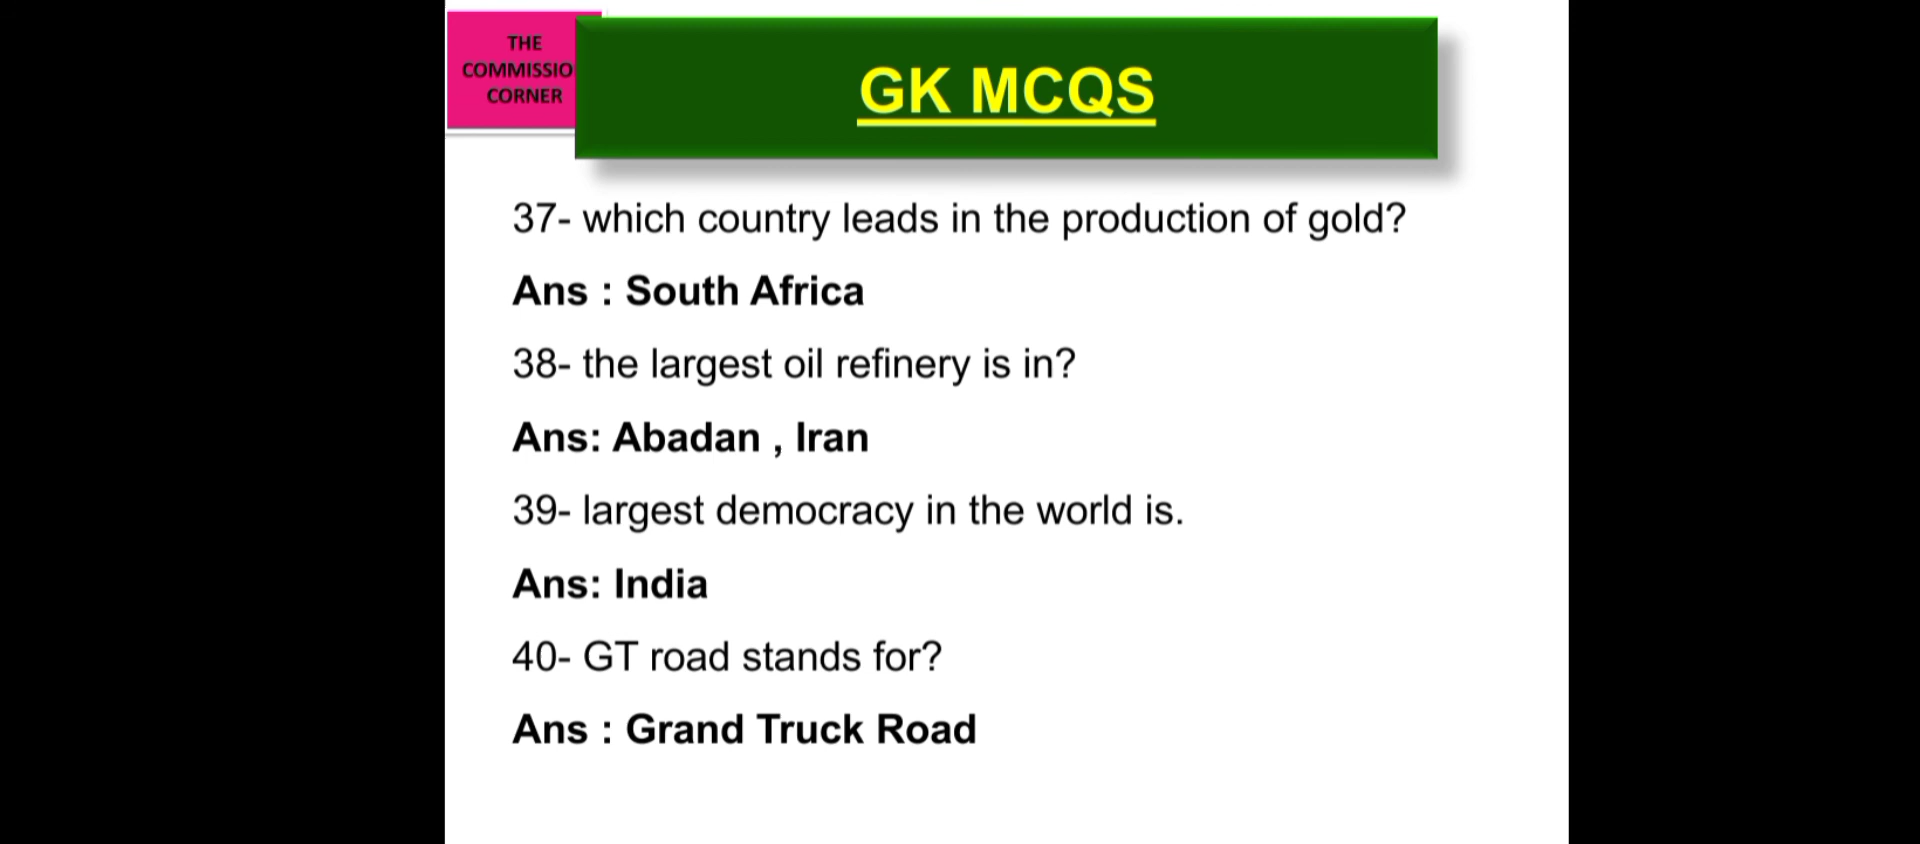 THE
COMMISSIO
CORNER
GK MCQS
37- which country leads in the production of gold?
Ans : South Africa
38- the largest oil refinery is in?
Ans: Abadan , Iran
39- largest democracy in the world is.
Ans: India
40- GT road stands for?
Ans : Grand Truck Road